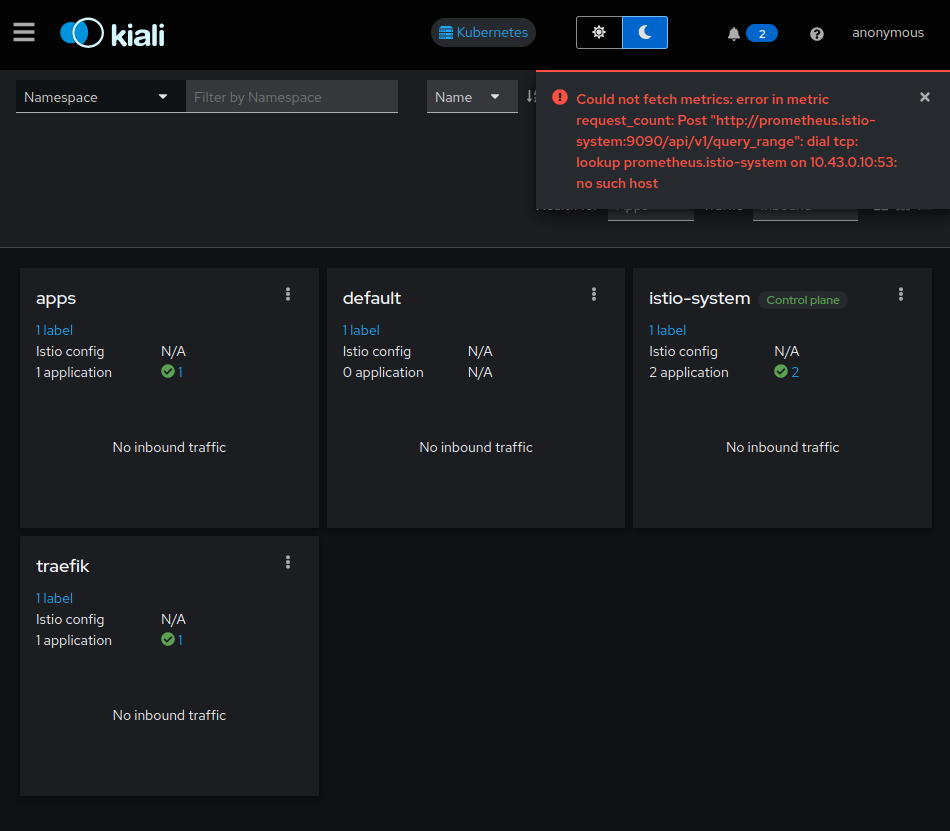 kiali
Kubernetes
2
anonymous
Namespace
Filter by Namespace
Name
Could not fetch metrics: error in metric
request_count: Post "http://prometheus.istio-
system:9090/api/v1/query_range": dial tcp:
lookup prometheus.istio-system on 10.43.0.10:53:
no such host
apps
1 label
Istio config N/A
1 application 1
No inbound traffic
default
1 label
Istio config N/A
0 application N/A
No inbound traffic
istio-system Control plane
1 label
Istio config N/A
2 application 2
No inbound traffic
traefik
1 label
Istio config N/A
1 application 1
No inbound traffic